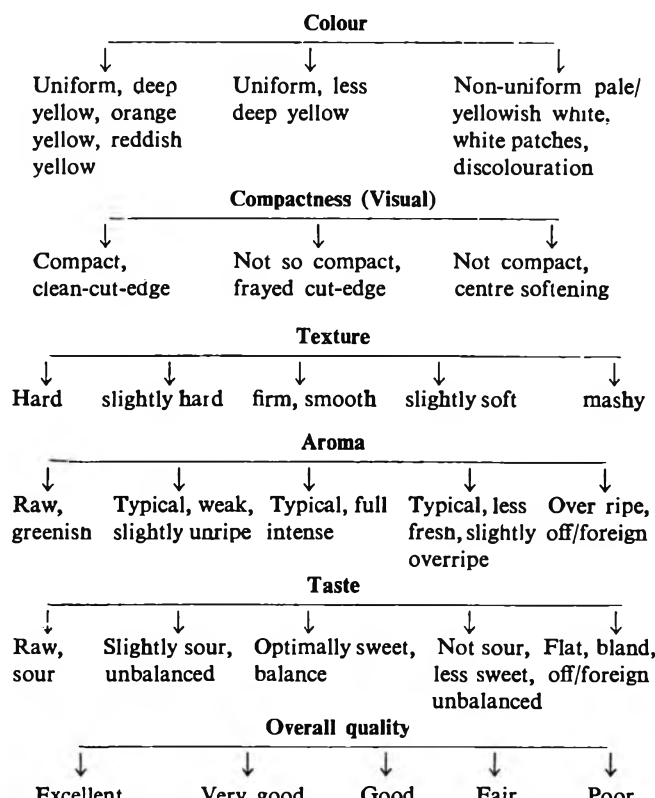 Colour
Uniform, deep yellow, orange yellow, reddish yellow
Uniform, less deep yellow
Non-uniform pale/ yellowish white, white patches, discolouration
Compactness (Visual)
Compact, clean-cut-edge
Not so compact, frayed cut-edge
Not compact, centre softening
Texture
Hard slightly hard firm, smooth slightly soft mashy
Aroma
Raw, greenish
Typical, weak, slightly unripe
Typical, full intense
Typical, less fresh, slightly overripe
Over ripe, off/foreign
Taste
Raw, sour
Slightly sour, unbalanced
Optimally sweet, balance
Not sour, less sweet, unbalanced
Flat, bland, off/foreign
Overall quality
Excellent Very good Good Fair Poor